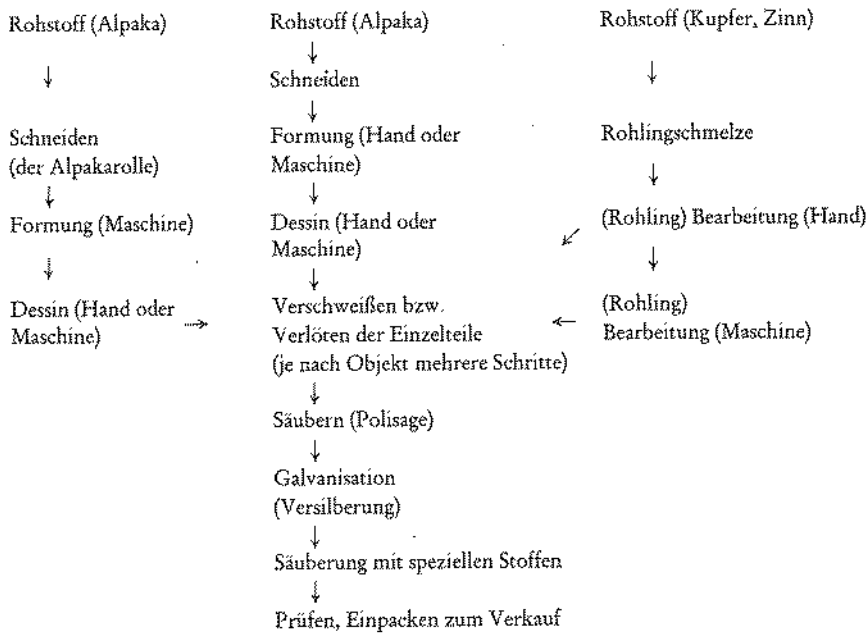 Rohstoff (Alpaka)
↓
Schneiden
(der Alpakarolle)
↓
Formung (Maschine)
↓
Dessin (Hand oder
Maschine)
→
Rohstoff (Alpaka)
↓
Schneiden
↓
Formung (Hand oder
Maschine)
↓
Dessin (Hand oder
Maschine)
↓
Verschweißen bzw.
Verlöten der Einzelteile
(je nach Objekt mehrere Schritte)
↓
Säubern (Polisage)
↓
Galvanisation
(Versilberung)
↓
Säuberung mit speziellen Stoffen
↓
Prüfen, Einpacken zum Verkauf
Rohstoff (Kupfer, Zinn)
↓
Rohlingschmelze
↓
(Rohling) Bearbeitung (Hand)
↙
↓
(Rohling)
Bearbeitung (Maschine)
←